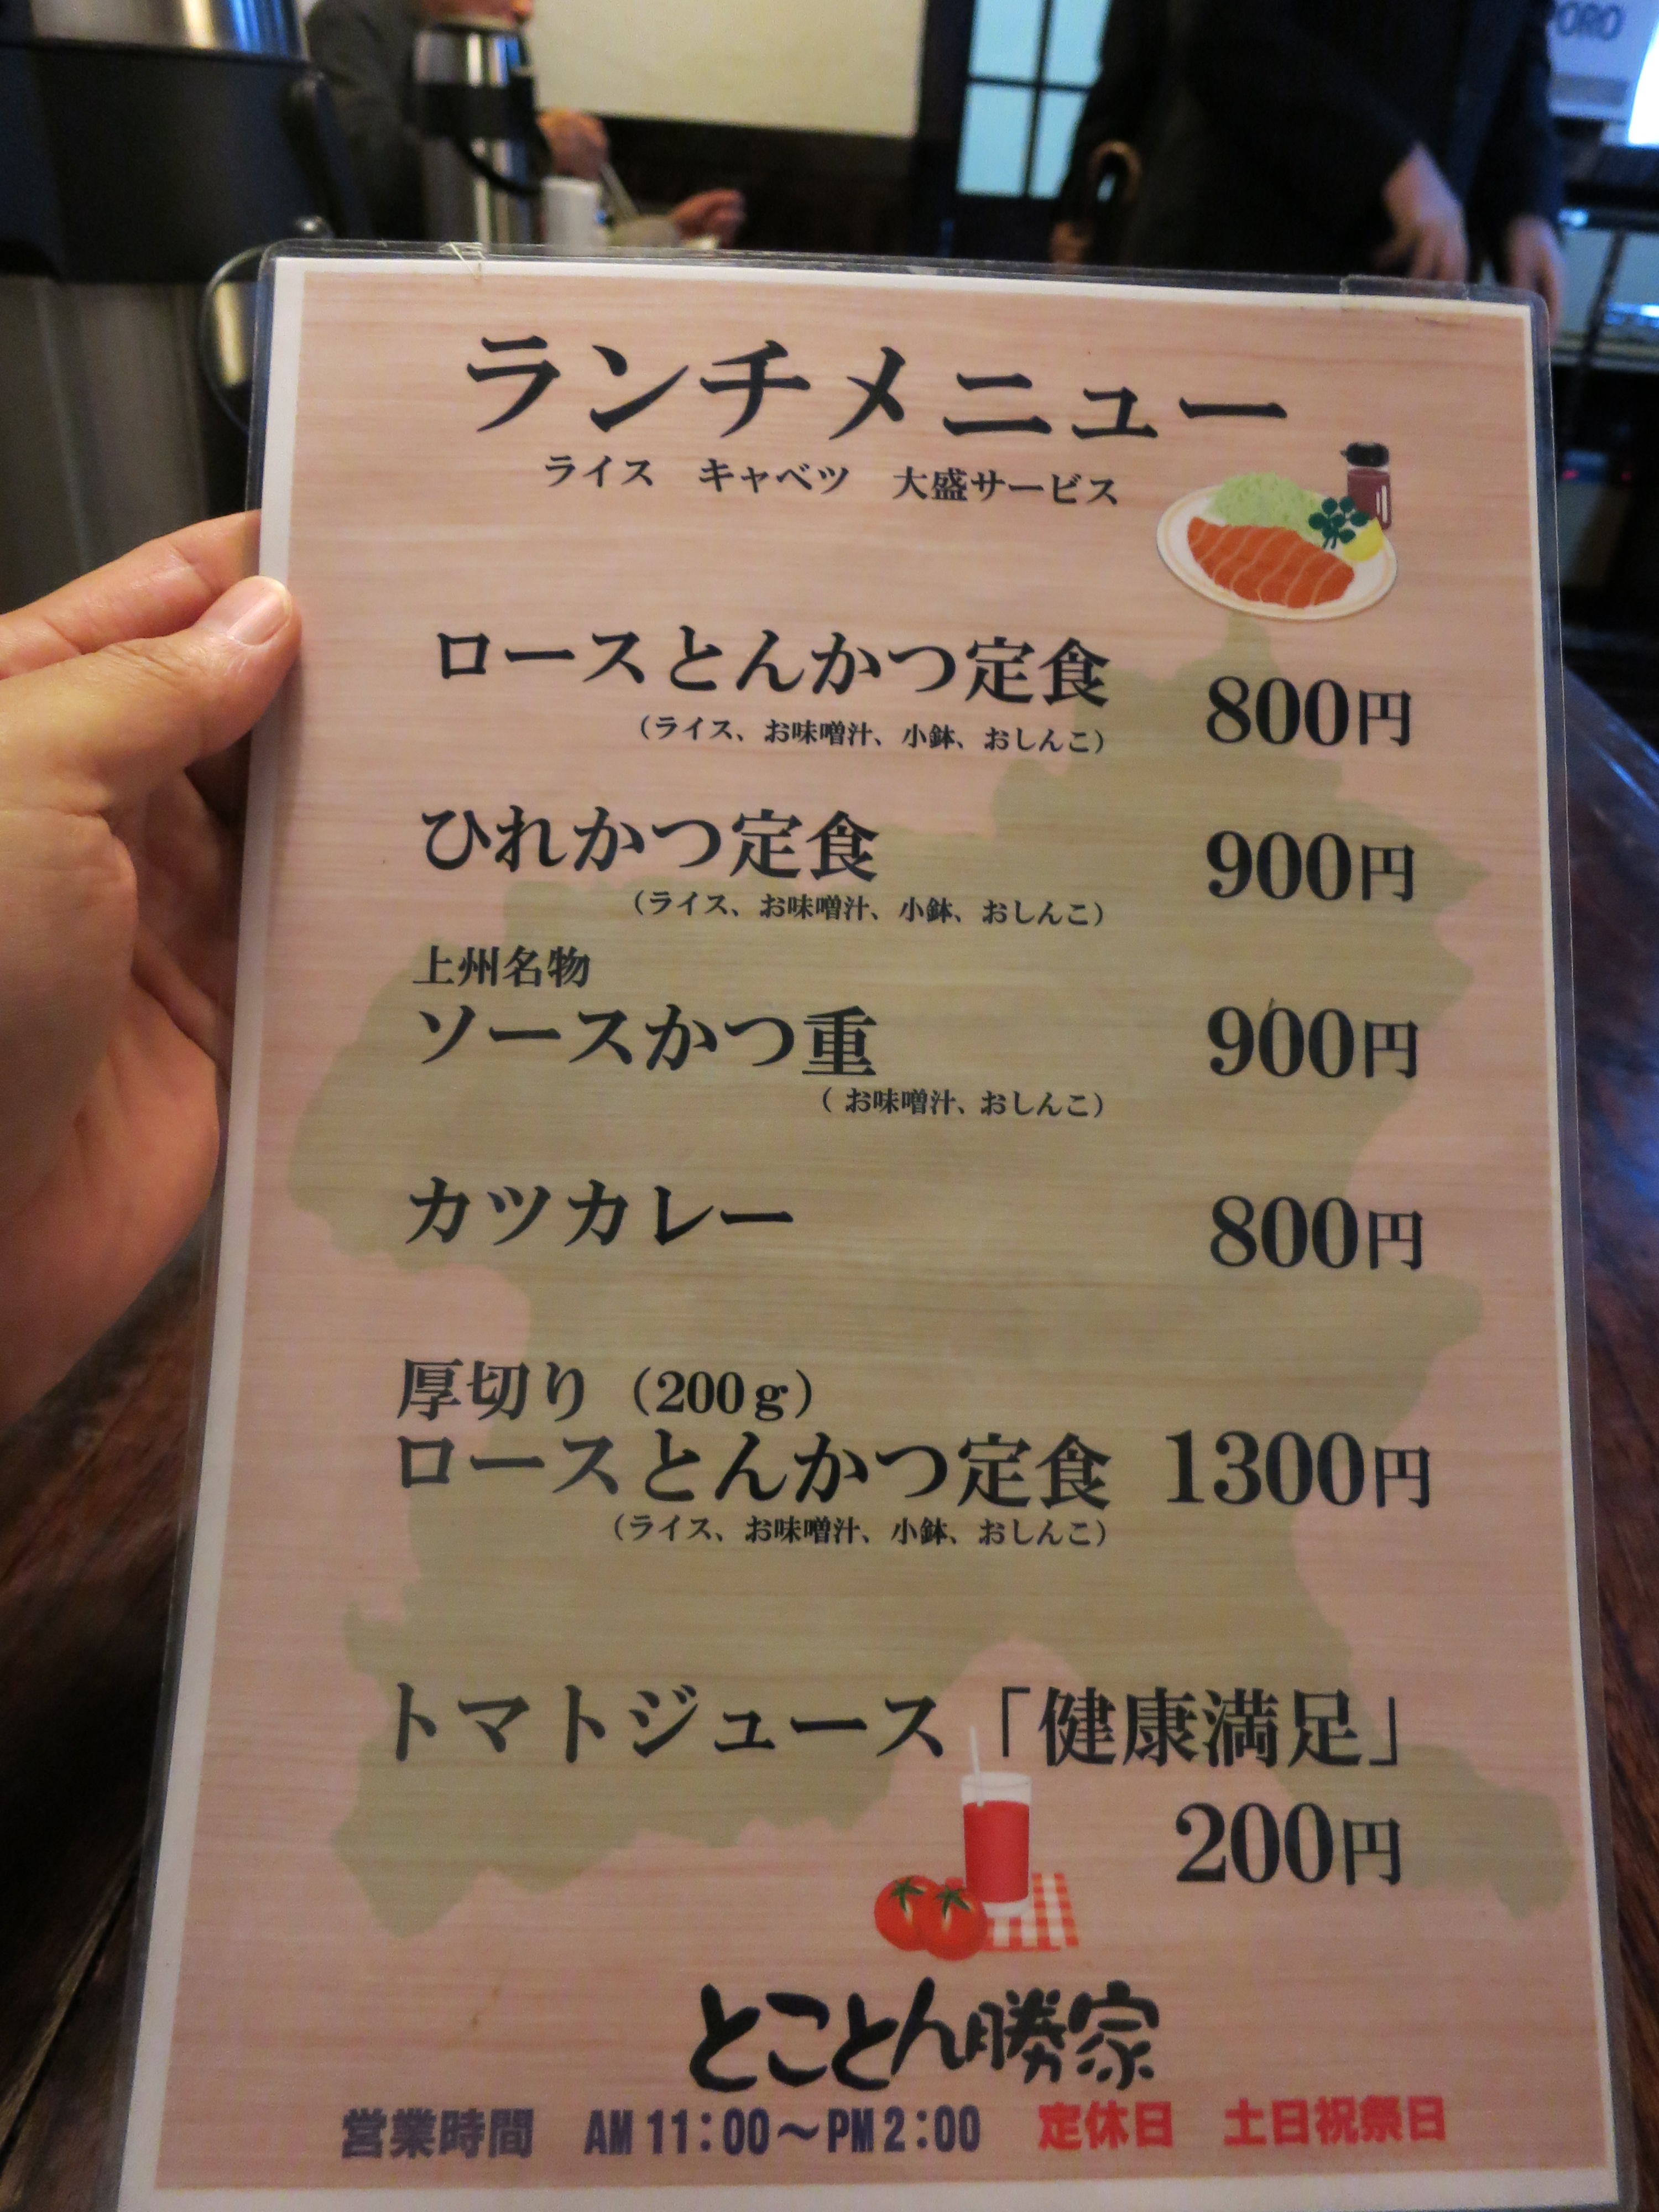 ランチメニュー
ライス　キャベツ　大盛サービス
ロースとんかつ定食 800円
（ライス、お味噌汁、小鉢、おしんこ）
ひれかつ定食 900円
（ライス、お味噌汁、小鉢、おしんこ）
上州名物
ソースかつ重 900円
（ お味噌汁、おしんこ）
カツカレー 800円
厚切り（200g）
ロースとんかつ定食 1300円
（ライス、お味噌汁、小鉢、おしんこ）
トマトジュース「健康満足」
200円
とことん勝家
営業時間　AM 11：00～PM 2：00　定休日　土日祝祭日